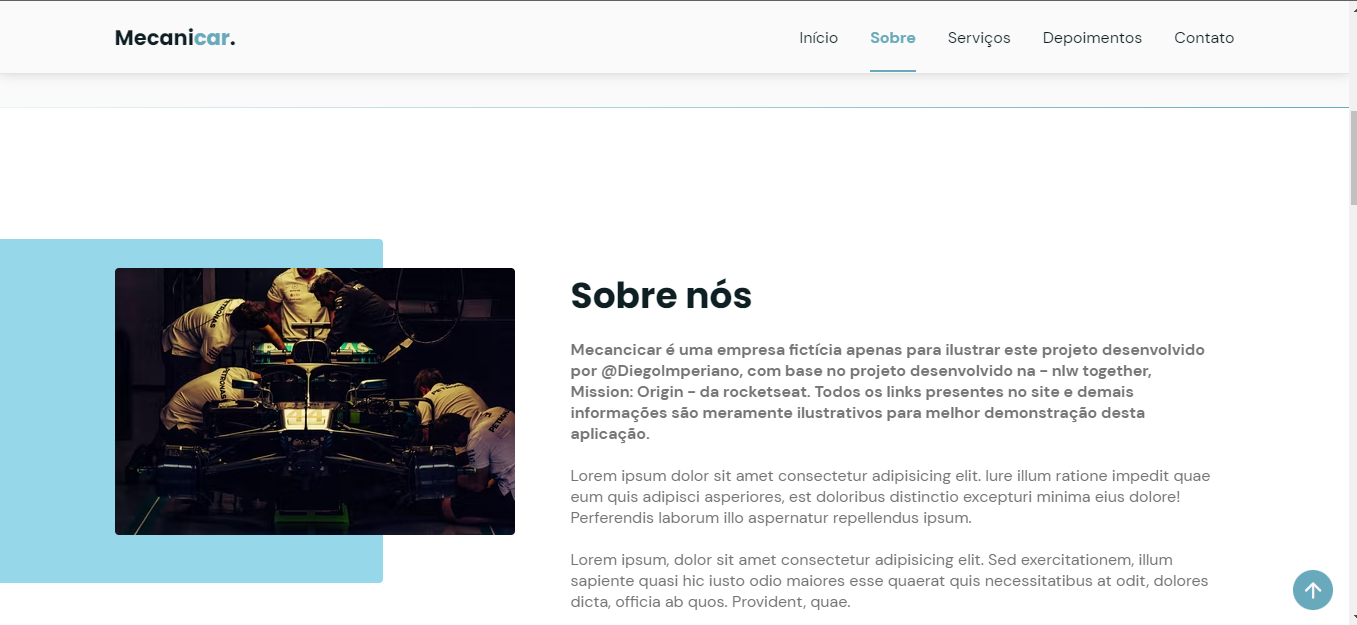 Mecanicar.
Início Sobre Serviços Depoimentos Contato
PETRONAS
PETRONAS
Sobre nós
Mecancicar é uma empresa fictícia apenas para ilustrar este projeto desenvolvido
por @DiegoImperiano, com base no projeto desenvolvido na - nlw together,
Mission: Origin - da rocketseat. Todos os links presentes no site e demais
informações são meramente ilustrativos para melhor demonstração desta
aplicação.
Lorem ipsum dolor sit amet consectetur adipisicing elit. Iure illum ratione impedit quae
eum quis adipisci asperiores, est doloribus distinctio excepturi minima eius dolore!
Perferendis laborum illo aspernatur repellendus ipsum.
Lorem ipsum, dolor sit amet consectetur adipisicing elit. Sed exercitationem, illum
sapiente quasi hic iusto odio maiores esse quaerat quis necessitatibus at odit, dolores
dicta, officia ab quos. Provident, quae.